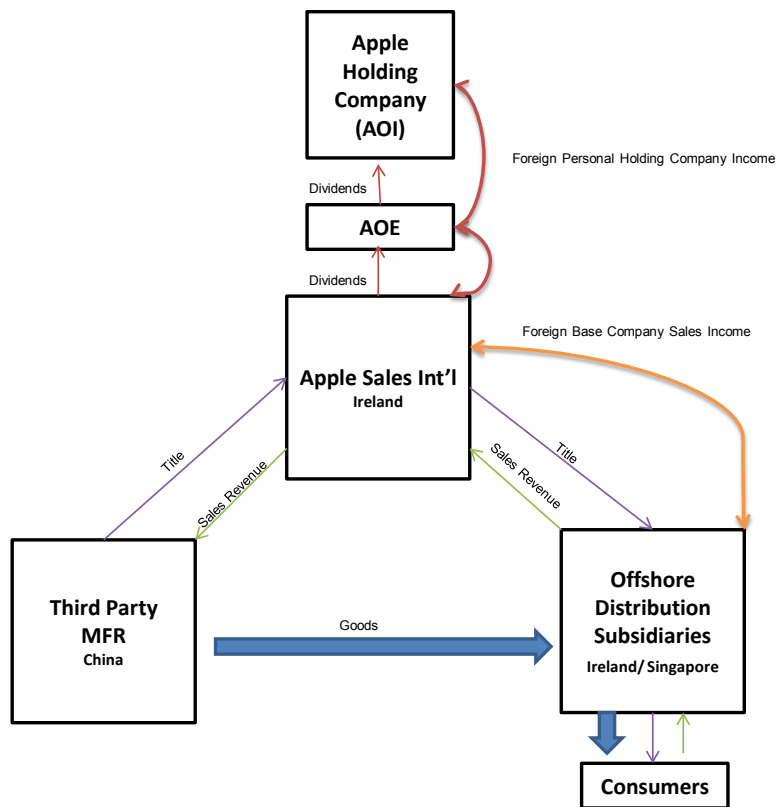 Apple
Holding
Company
(AOI)
Foreign Personal Holding Company Income
Dividends
AOE
Dividends
Foreign Base Company Sales Income
Apple Sales Int'l
Ireland
Title
Sales Revenue
Sales Revenue
Title
Third Party
MFR
China
Goods
Offshore
Distribution
Subsidiaries
Ireland/ Singapore
Consumers